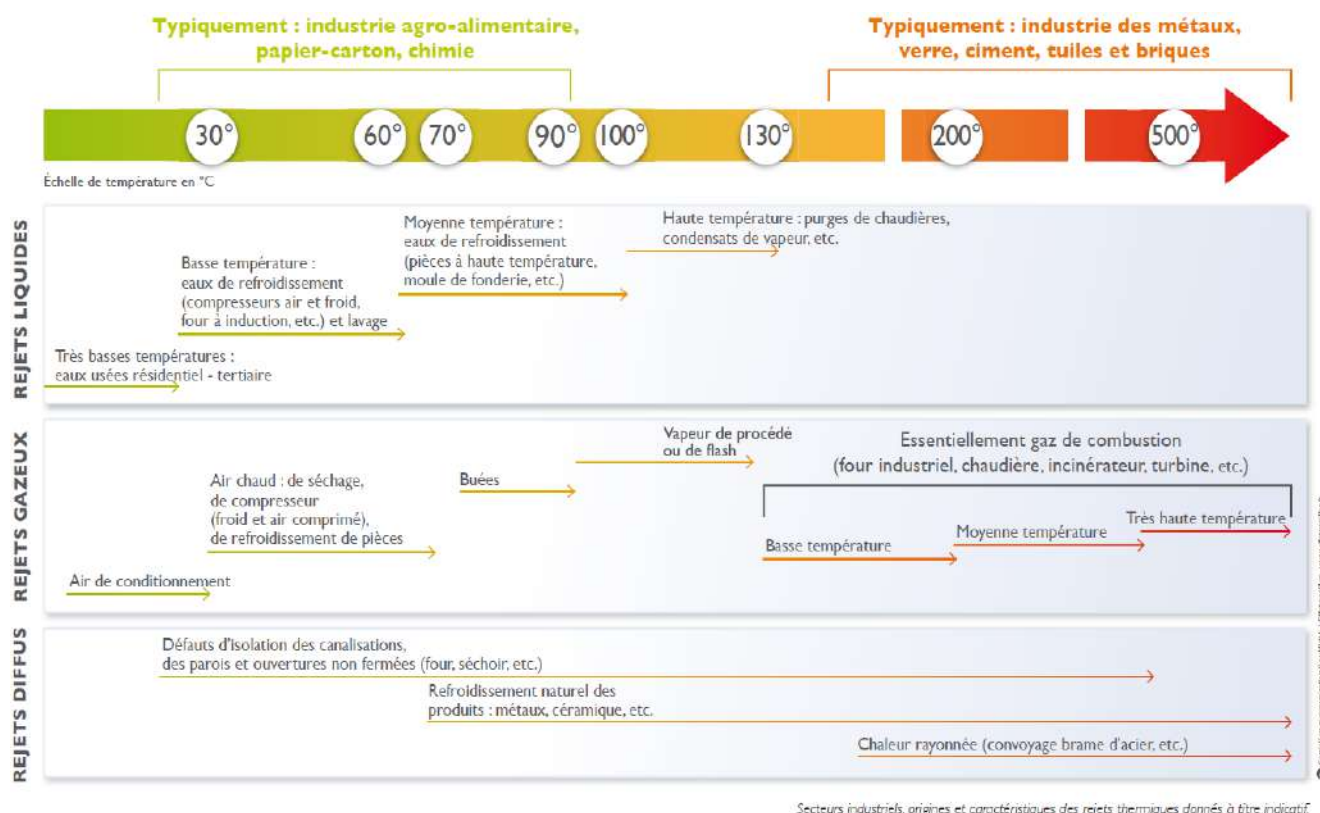 Typiquement : industrie agro-alimentaire,
papier-carton, chimie
Typiquement : industrie des métaux,
verre, ciment, tuiles et briques
30°
60°
70°
90°
100°
130°
200°
500°
Échelle de température en °C
REJETS LIQUIDES
Très basses températures :
eaux usées résidentiel - tertiaire
Basse température :
eaux de refroidissement
(compresseurs air et froid,
four à induction, etc.) et lavage
Moyenne température :
eaux de refroidissement
(pièces à haute température,
moule de fonderie, etc.)
Haute température : purges de chaudières,
condensats de vapeur, etc.
REJETS GAZEUX
Air de conditionnement
Air chaud : de séchage,
de compresseur
(froid et air comprimé),
de refroidissement de pièces
Buées
Vapeur de procédé
ou de flash
Essentiellement gaz de combustion
(four industriel, chaudière, incinérateur, turbine, etc.)
Basse température
Moyenne température
Très haute température
REJETS DIFFUS
Défauts d'isolation des canalisations,
des parois et ouvertures non fermées (four, séchoir, etc.)
Refroidissement naturel des
produits : métaux, céramique, etc.
Chaleur rayonnée (convoyage brame d'acier, etc.)
Secteurs industriels, origines et caractéristiques des rejets thermiques donnés à titre indicatif.